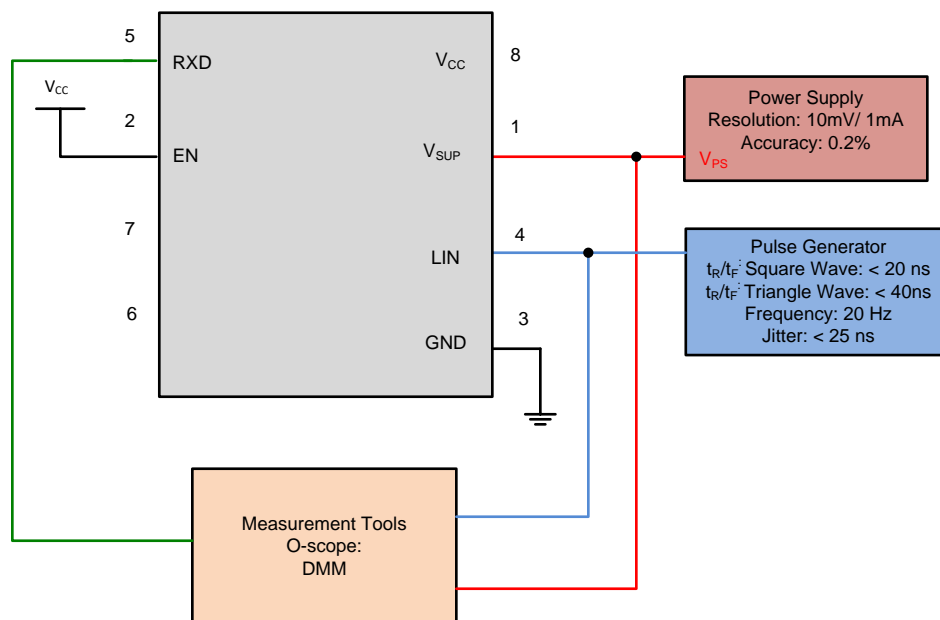 5
RXD
VCC
8
VCC
2
EN
1
VSUP
Power Supply
Resolution: 10mV/ 1mA
Accuracy: 0.2%
VPS
7
4
LIN
Pulse Generator
tR/tF: Square Wave: < 20 ns
tR/tF: Triangle Wave: < 40ns
Frequency: 20 Hz
Jitter: < 25 ns
6
3
GND
Measurement Tools
O-scope:
DMM